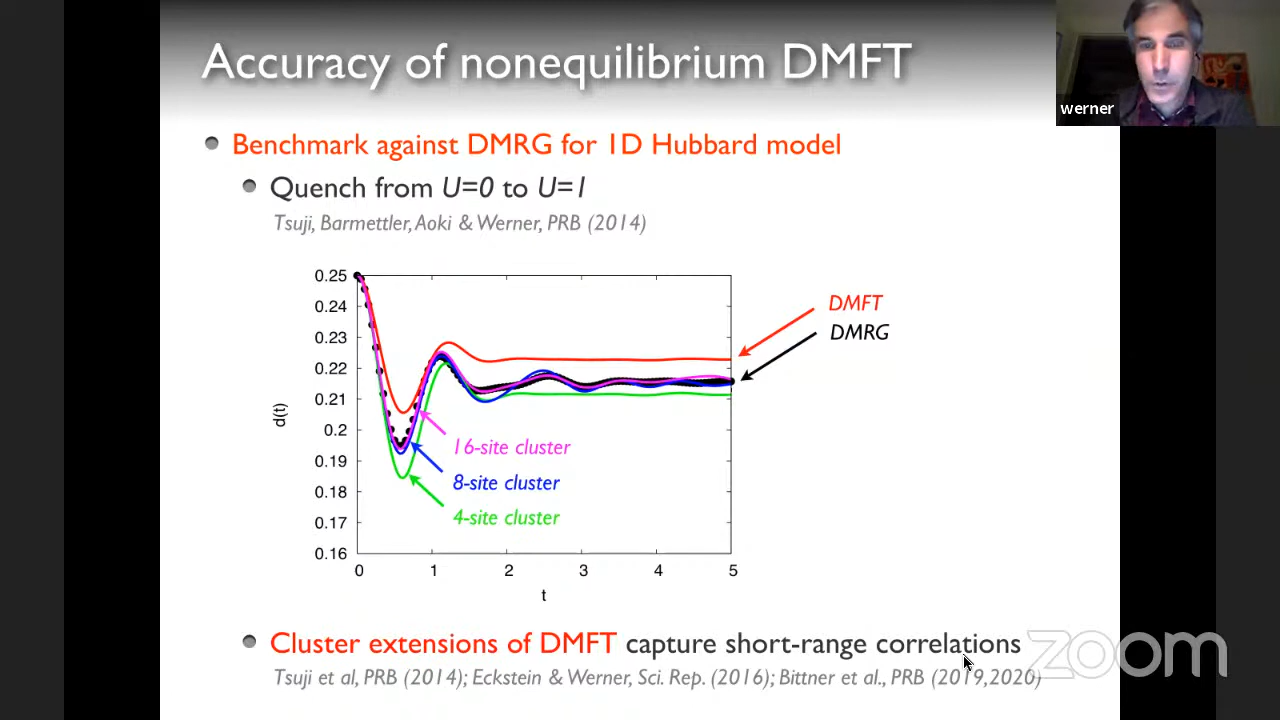 Accuracy of nonequilibrium DMFT
werner
Benchmark against DMRG for 1D Hubbard model
Quench from U=0 to U=1
Tsuji, Barmettler, Aoki & Werner, PRB (2014)
0.25
0.24
0.23
0.22
0.21
0.2
0.19
0.18
0.17
0.16
d(t)
0 1 2 3 4 5
t
DMFT
DMRG
16-site cluster
8-site cluster
4-site cluster
Cluster extensions of DMFT capture short-range correlations
Tsuji et al, PRB (2014); Eckstein & Werner, Sci. Rep. (2016); Bittner et al., PRB (2019,2020)
zoom